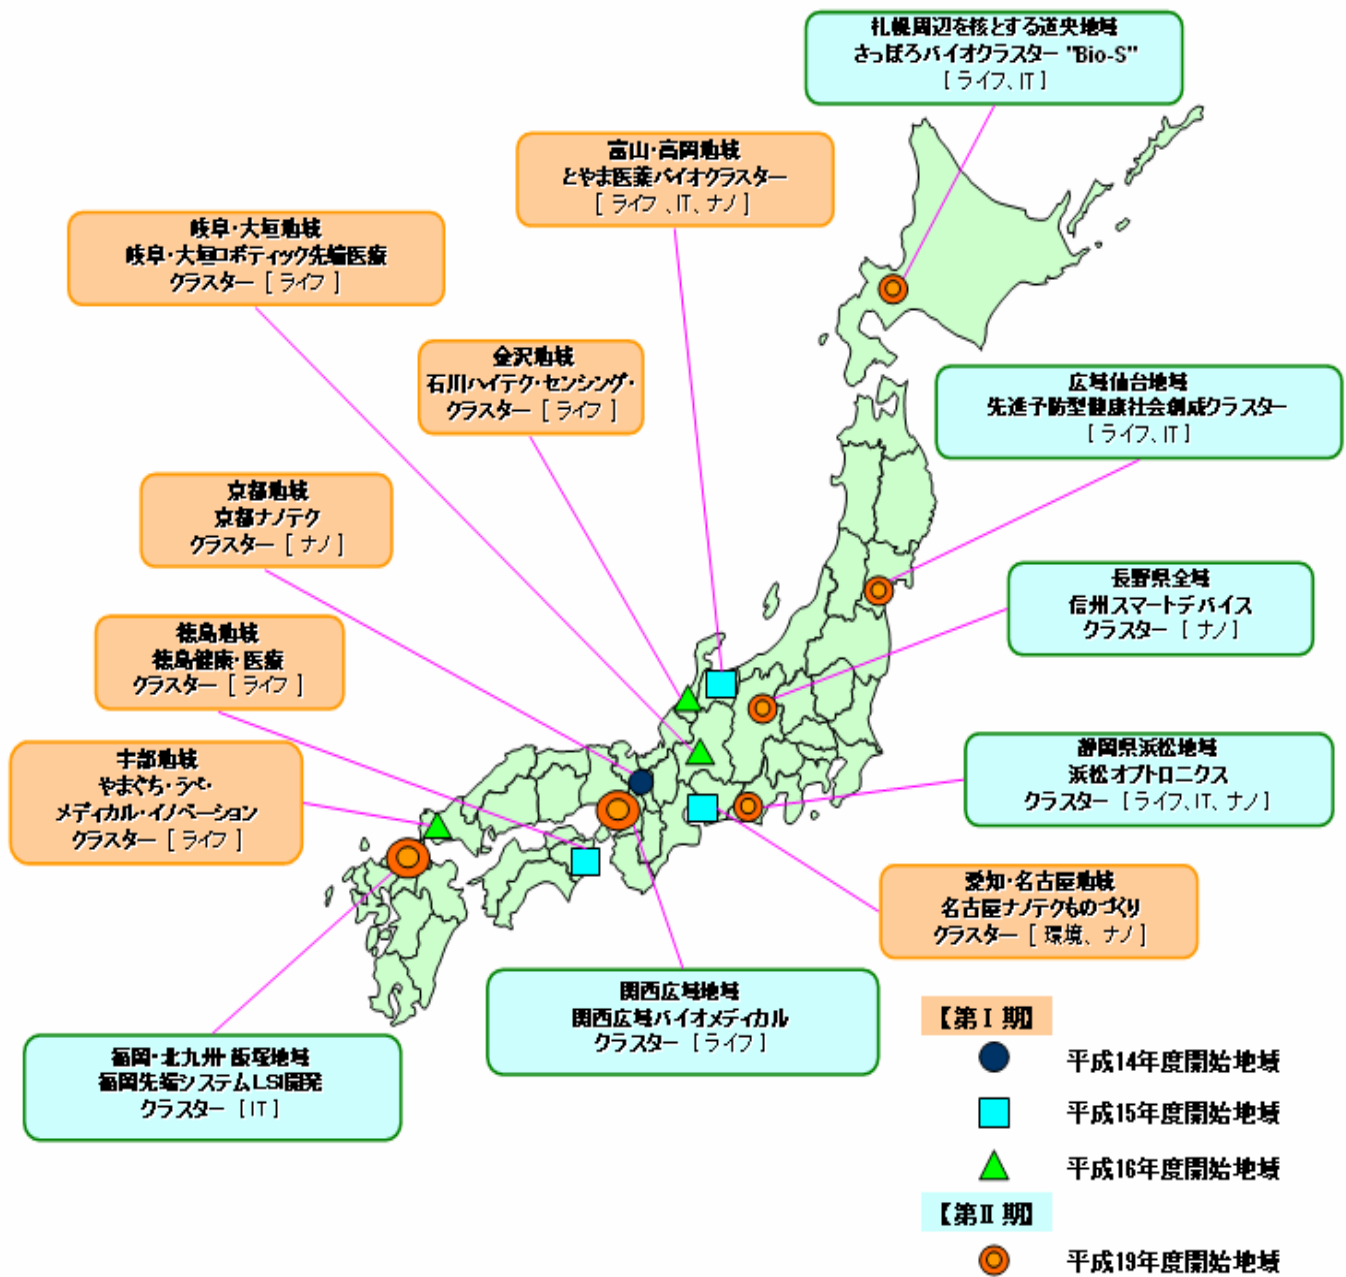 札幌周辺を核とする道央地域
さっぽろバイオクラスター "Bio-S"
[ ライフ、IT ]
富山・高岡地域
とやま医薬バイオクラスター
[ ライフ 、IT、ナノ ]
岐阜・大垣地域
岐阜・大垣ロボティック先端医療
クラスター [ ライフ ]
金沢地域
石川ハイテク・センシング・
クラスター [ ライフ ]
広域仙台地域
先進予防型健康社会創成クラスター
[ ライフ、IT ]
京都地域
京都ナノテク
クラスター [ ナノ ]
長野県全域
信州スマートデバイス
クラスター [ ナノ ]
徳島地域
徳島健康・医療
クラスター [ ライフ ]
静岡県浜松地域
浜松オプトロニクス
クラスター [ライフ、IT、ナノ ]
宇部地域
やまぐち・うべ・
メディカル・イノベーション
クラスター [ ライフ ]
愛知・名古屋地域
名古屋ナノテクものづくり
クラスター [ 環境、ナノ ]
関西広域地域
関西広域バイオメディカル
クラスター [ライフ ]
福岡・北九州・飯塚地域
福岡先端システムLSI開発
クラスター [ IT ]
【第Ⅰ期】
平成14年度開始地域
平成15年度開始地域
平成16年度開始地域
【第Ⅱ期】
平成19年度開始地域